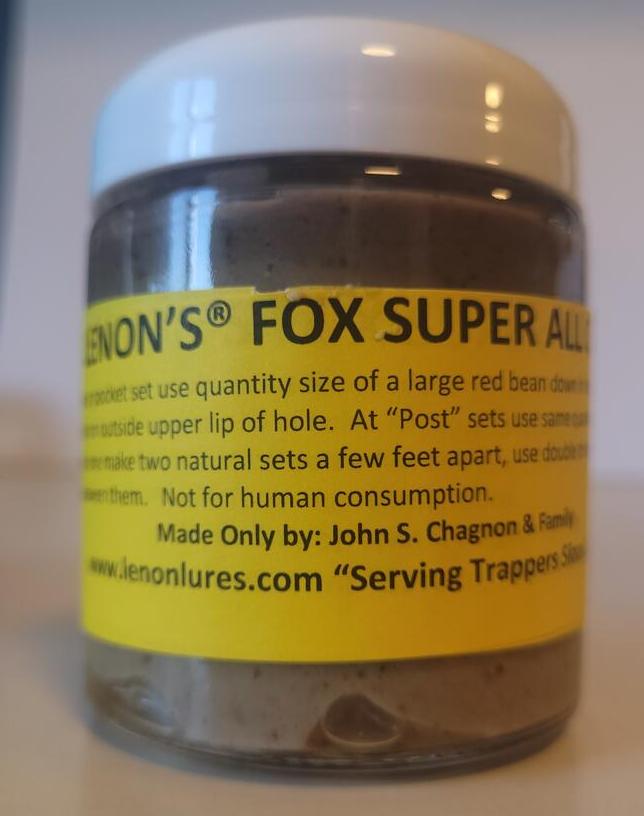 LENON'S® FOX SUPER ALL
pocket set use quantity size of a large red bean down
outside upper lip of hole. At “Post” sets use same
make two natural sets a few feet apart, use double
them. Not for human consumption.
Made Only by: John S. Chagnon & Family
www.lenonlures.com “Serving Trappers